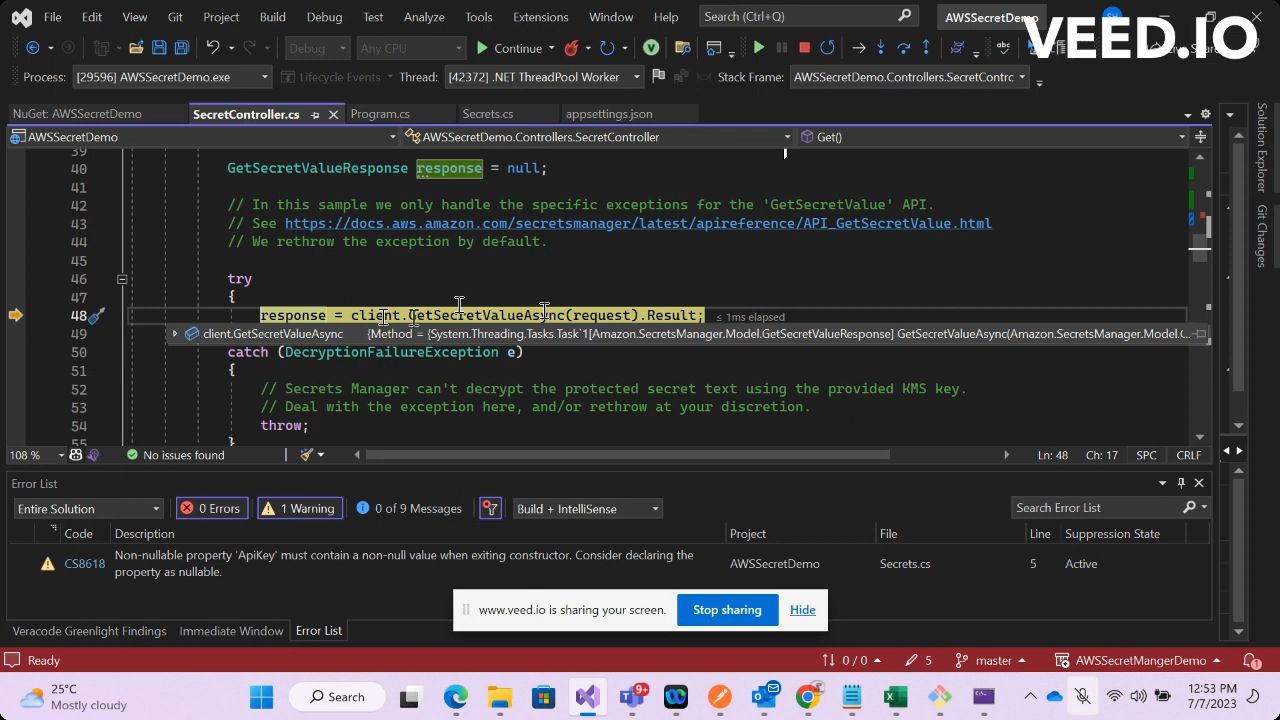 File Edit View Git Project Build Debug Test Analyze Tools Extensions Window Help Search (Ctrl+Q) AWSSecretDemo SH
VEED.IO
Debug Any CPU Continue
Process: [29596] AWSSecretDemo.exe Lifecycle Events Thread: [42372] .NET ThreadPool Worker Stack Frame: AWSSecretDemo.Controllers.SecretContrc
NuGet: AWSSecretDemo SecretController.cs Program.cs Secrets.cs appsettings.json
AWSSecretDemo AWSSecretDemo.Controllers.SecretController Get()
39
40 GetSecretValueResponse response = null;
41
42 // In this sample we only handle the specific exceptions for the 'GetSecretValue' API.
43 // See https://docs.aws.amazon.com/secretsmanager/latest/apireference/API_GetSecretValue.html
44 // We rethrow the exception by default.
45
46 try
47 {
48 response = client.GetSecretValueAsync(request).Result; ≤ 1ms elapsed
49 client.GetSecretValueAsync {Method = {System.Threading.Tasks.Task`1[Amazon.SecretsManager.Model.GetSecretValueResponse] GetSecretValueAsync(Amazon.SecretsManager.Model.G...
50 catch (DecryptionFailureException e)
51 {
52 // Secrets Manager can't decrypt the protected secret text using the provided KMS key.
53 // Deal with the exception here, and/or rethrow at your discretion.
54 throw;
55 }
Solution Explorer
Git Changes
108 % No issues found Ln: 48 Ch: 17 SPC CRLF
Error List
Entire Solution 0 Errors 1 Warning 0 of 9 Messages Build + IntelliSense Search Error List
Code Description Project File Line Suppression State
CS8618 Non-nullable property 'ApiKey' must contain a non-null value when exiting constructor. Consider declaring the AWSSecretDemo Secrets.cs 5 Active
property as nullable.
www.veed.io is sharing your screen. Stop sharing Hide
Veracode Greenlight Findings Immediate Window Error List
Ready 0 / 0 5 master AWSSecretMangerDemo 1
25°C
Mostly cloudy
Search
9+
12:53 PM
7/7/2023